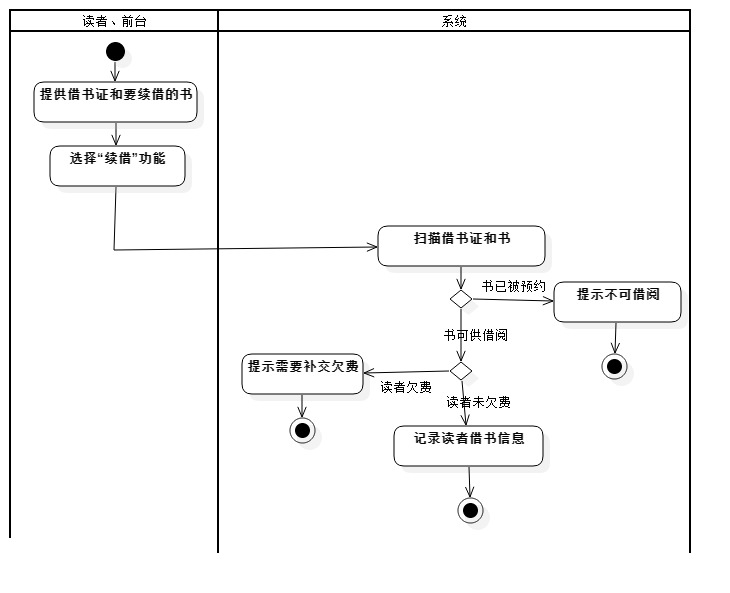 读者、前台
系统
提供借书证和要续借的书
选择“续借”功能
扫描借书证和书
书已被预约
提示不可借阅
书可供借阅
提示需要补交欠费
读者欠费
读者未欠费
记录读者借书信息